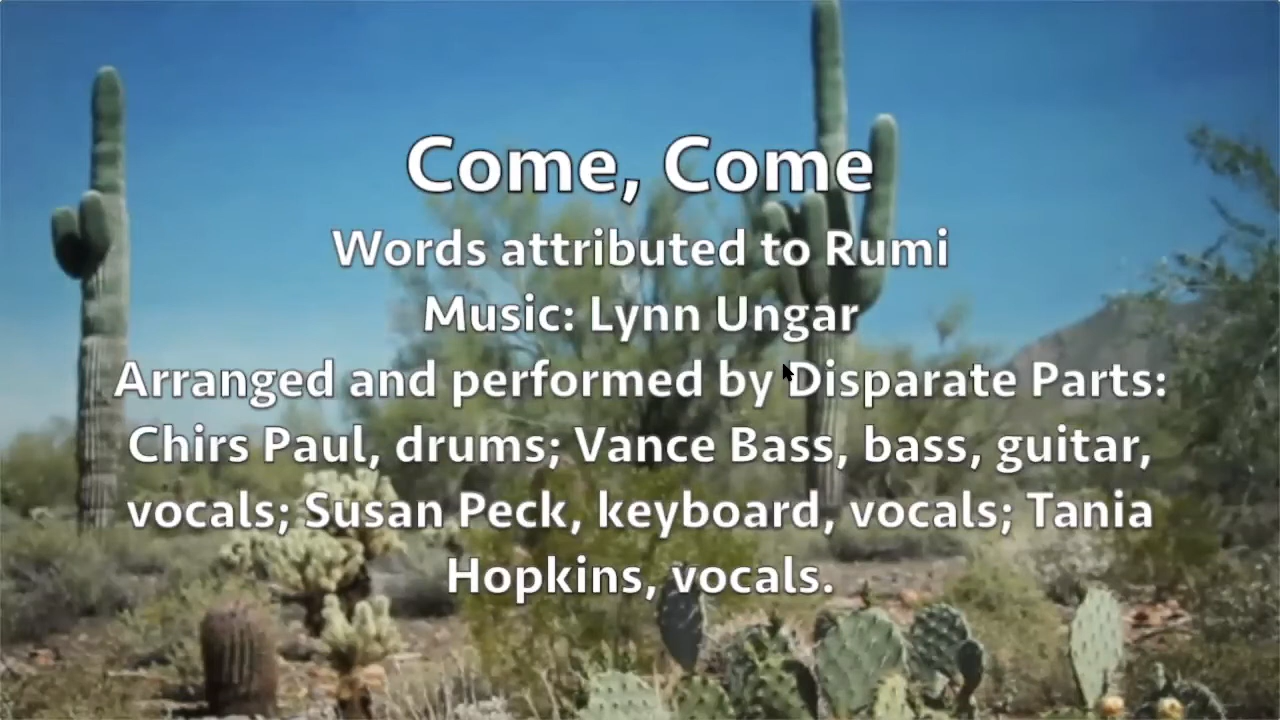 Come, Come
Words attributed to Rumi
Music: Lynn Ungar
Arranged and performed by Disparate Parts:
Chirs Paul, drums; Vance Bass, bass, guitar,
vocals; Susan Peck, keyboard, vocals; Tania
Hopkins, vocals.